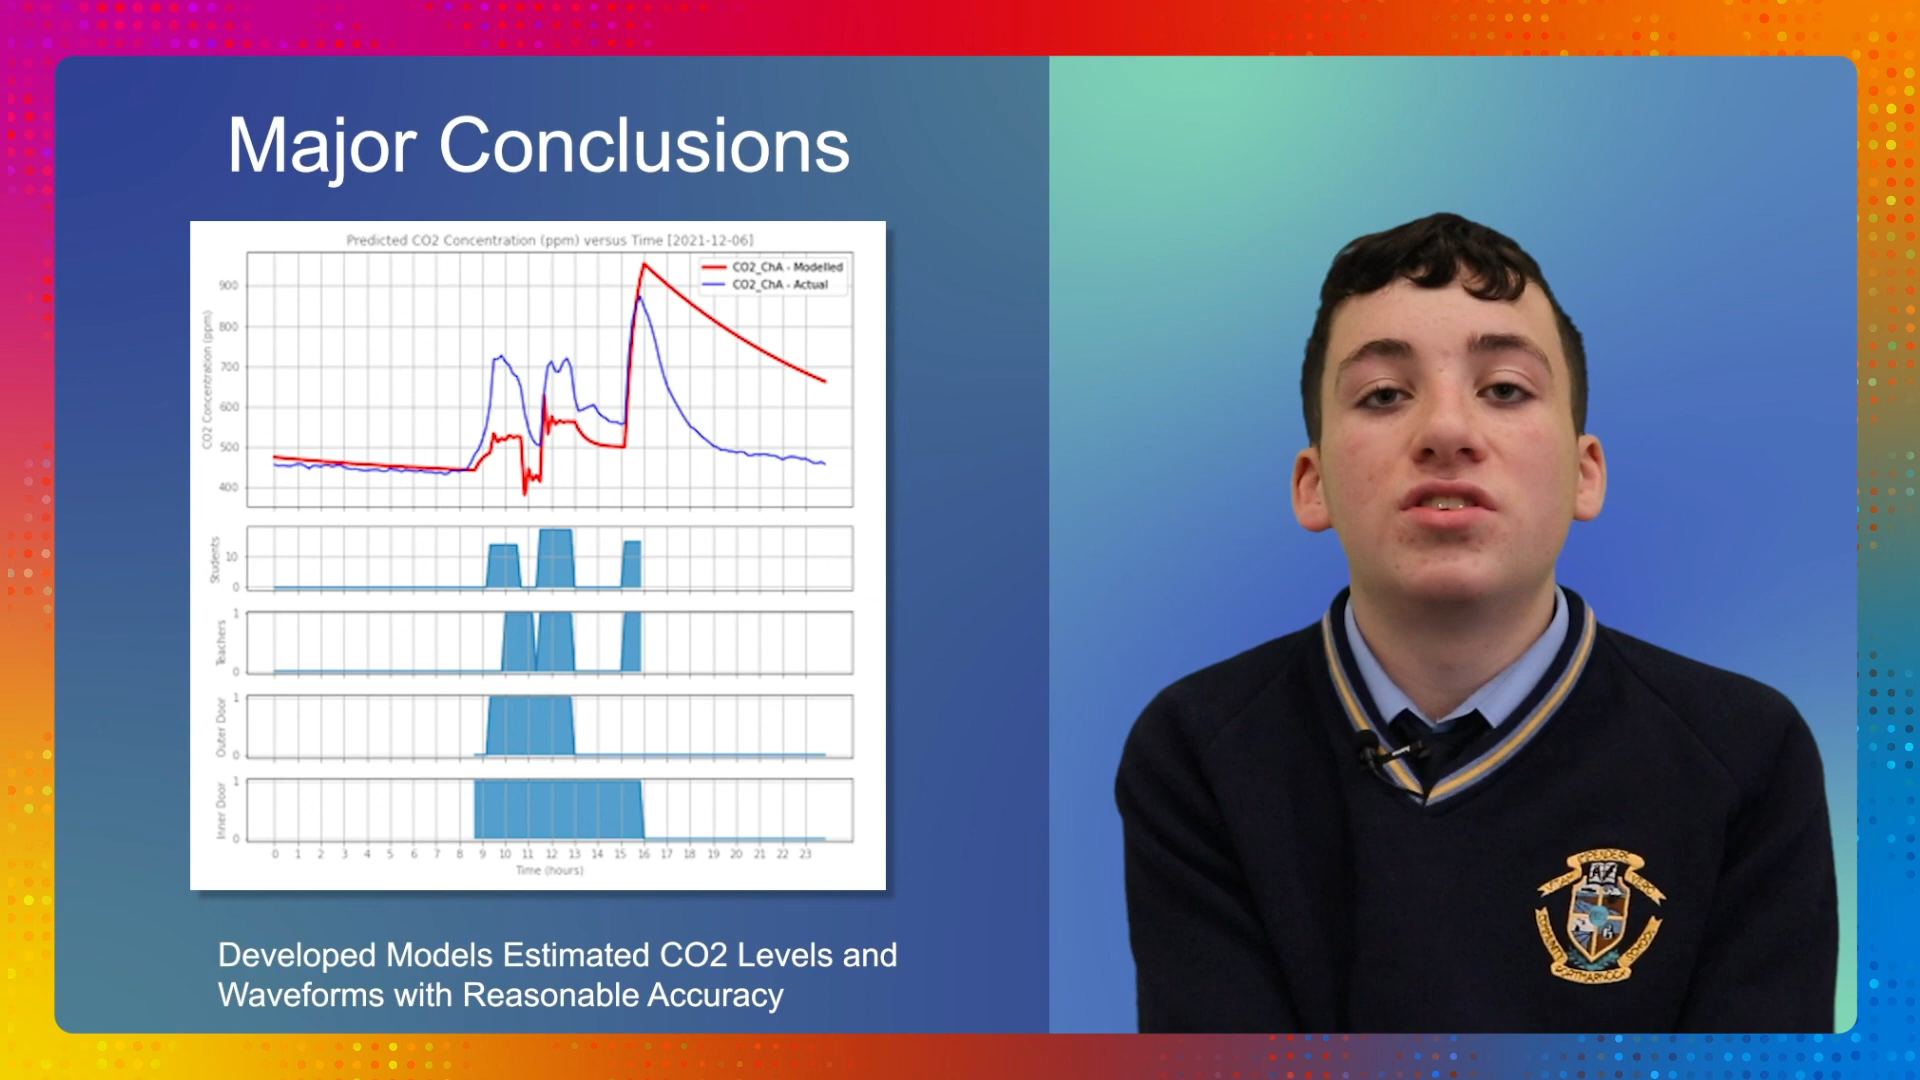 Major Conclusions
Predicted CO2 Concentration (ppm) versus Time [2021-12-06]
CO2_ChA - Modelled
CO2_ChA - Actual
CO2 Concentration (ppm)
900
800
700
600
500
400
Students
10
0
Teachers
1
0
Outer Door
1
0
Inner Door
1
0
0 1 2 3 4 5 6 7 8 9 10 11 12 13 14 15 16 17 18 19 20 21 22 23
Time (hours)
Developed Models Estimated CO2 Levels and
Waveforms with Reasonable Accuracy
COMMUNITY
PORTMARNOCK
SCHOOL